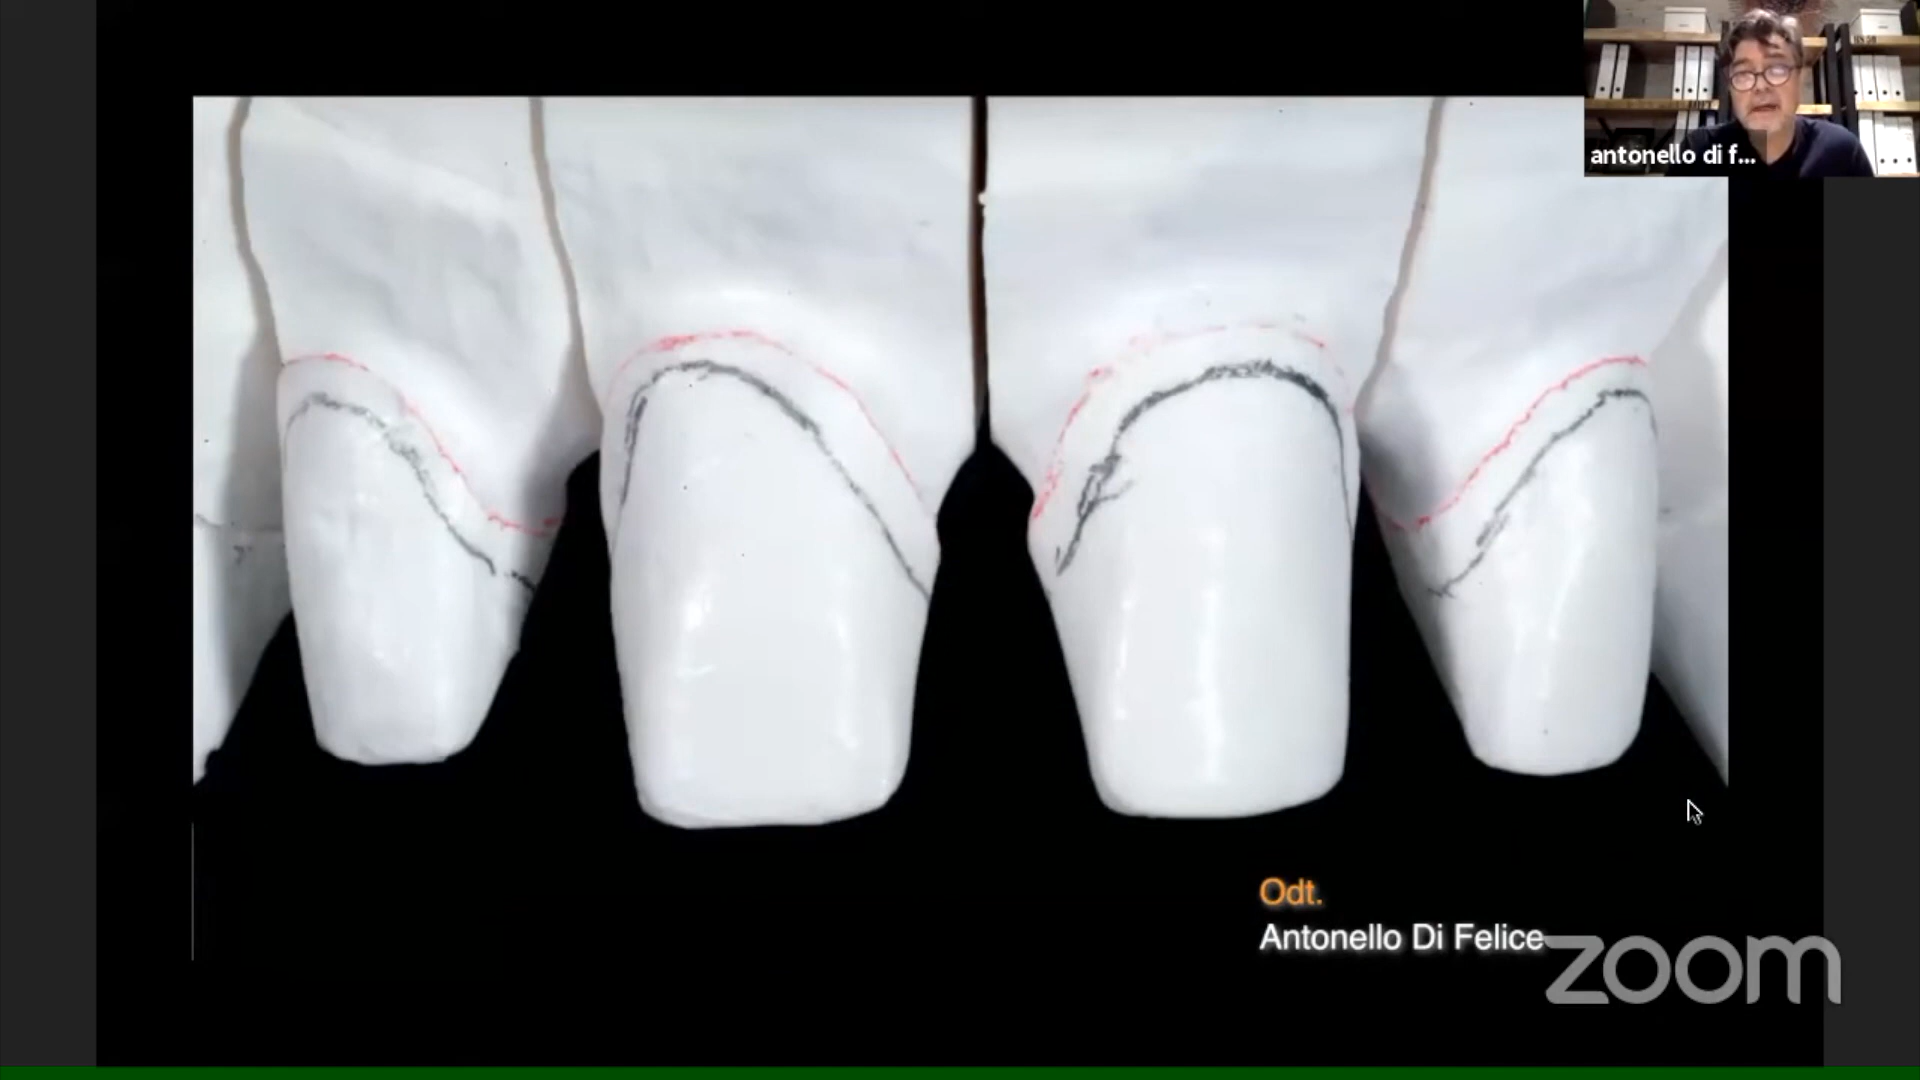 antonello di f...
Odt.
Antonello Di Felice
zoom